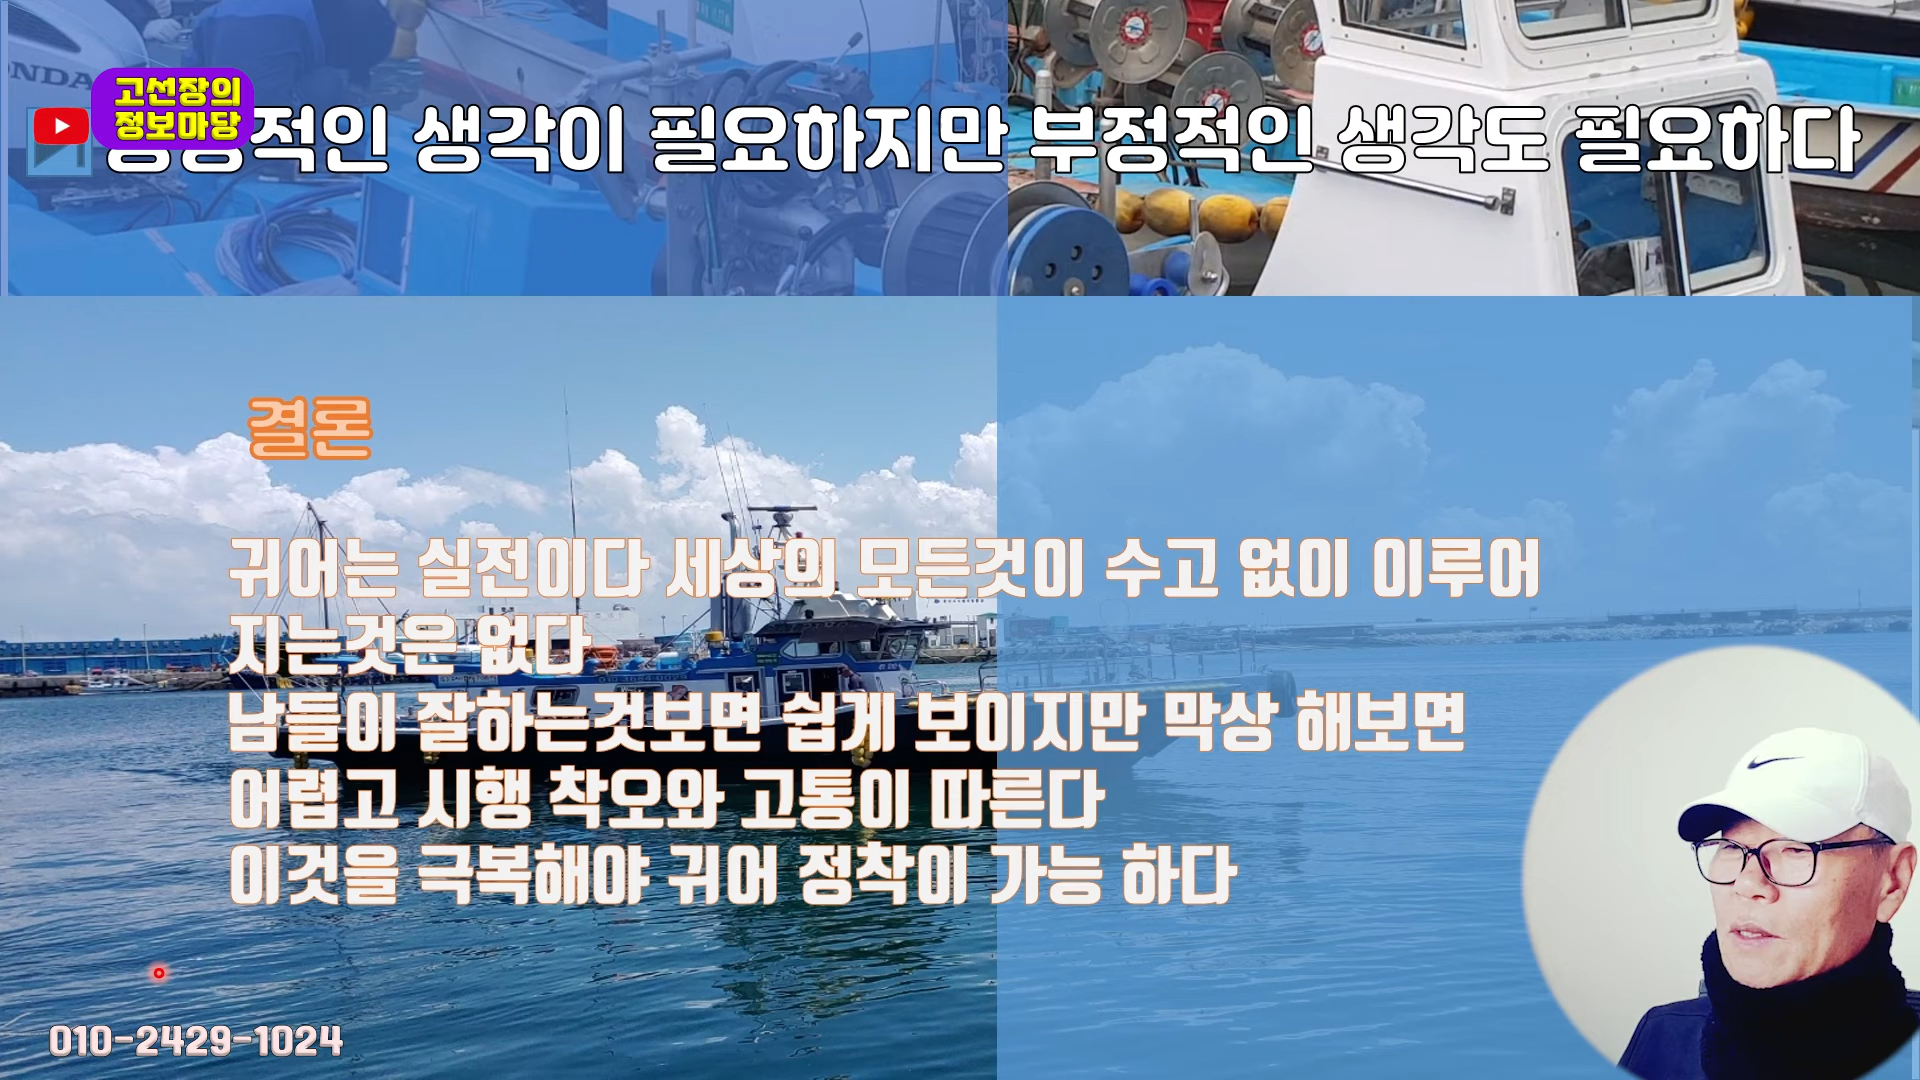 고선장의
정보마당
적인 생각이 필요하지만 부정적인 생각도 필요하다
결론
귀어는 실전이다 세상의 모든것이 수고 없이 이루어
지는것은 없다
남들이 잘하는것보면 쉽게 보이지만 막상 해보면
어렵고 시행 착오와 고통이 따른다
이것을 극복해야 귀어 정착이 가능 하다
010-2429-1024